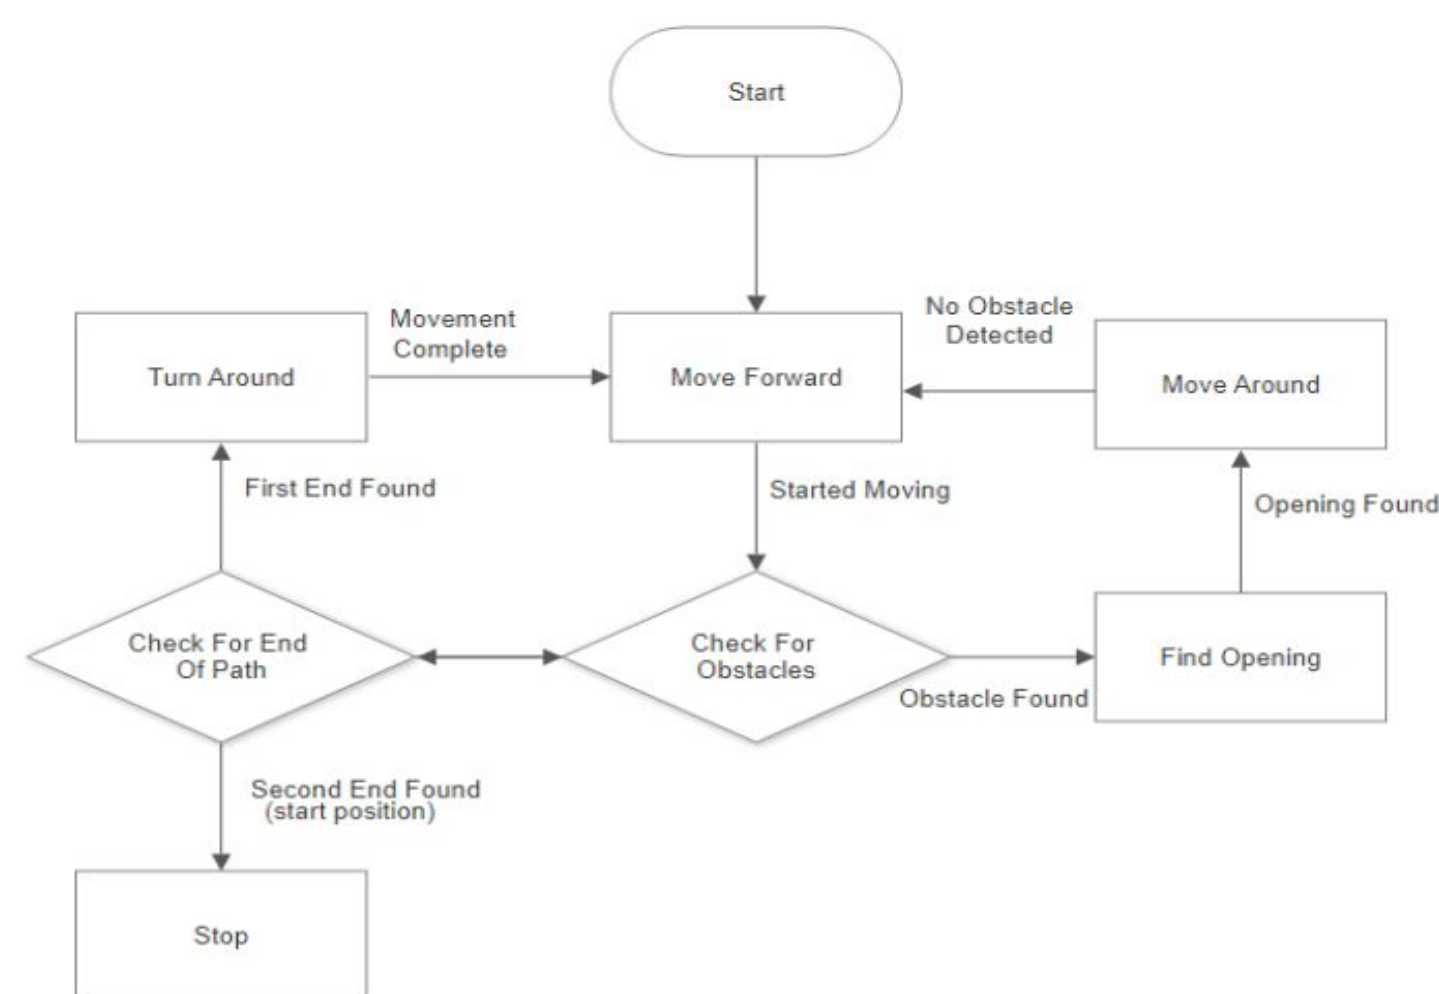 Start
Movement
Complete
No Obstacle
Detected
Turn Around
Move Forward
Move Around
First End Found
Started Moving
Opening Found
Check For End
Of Path
Check For
Obstacles
Find Opening
Obstacle Found
Second End Found
(start position)
Stop